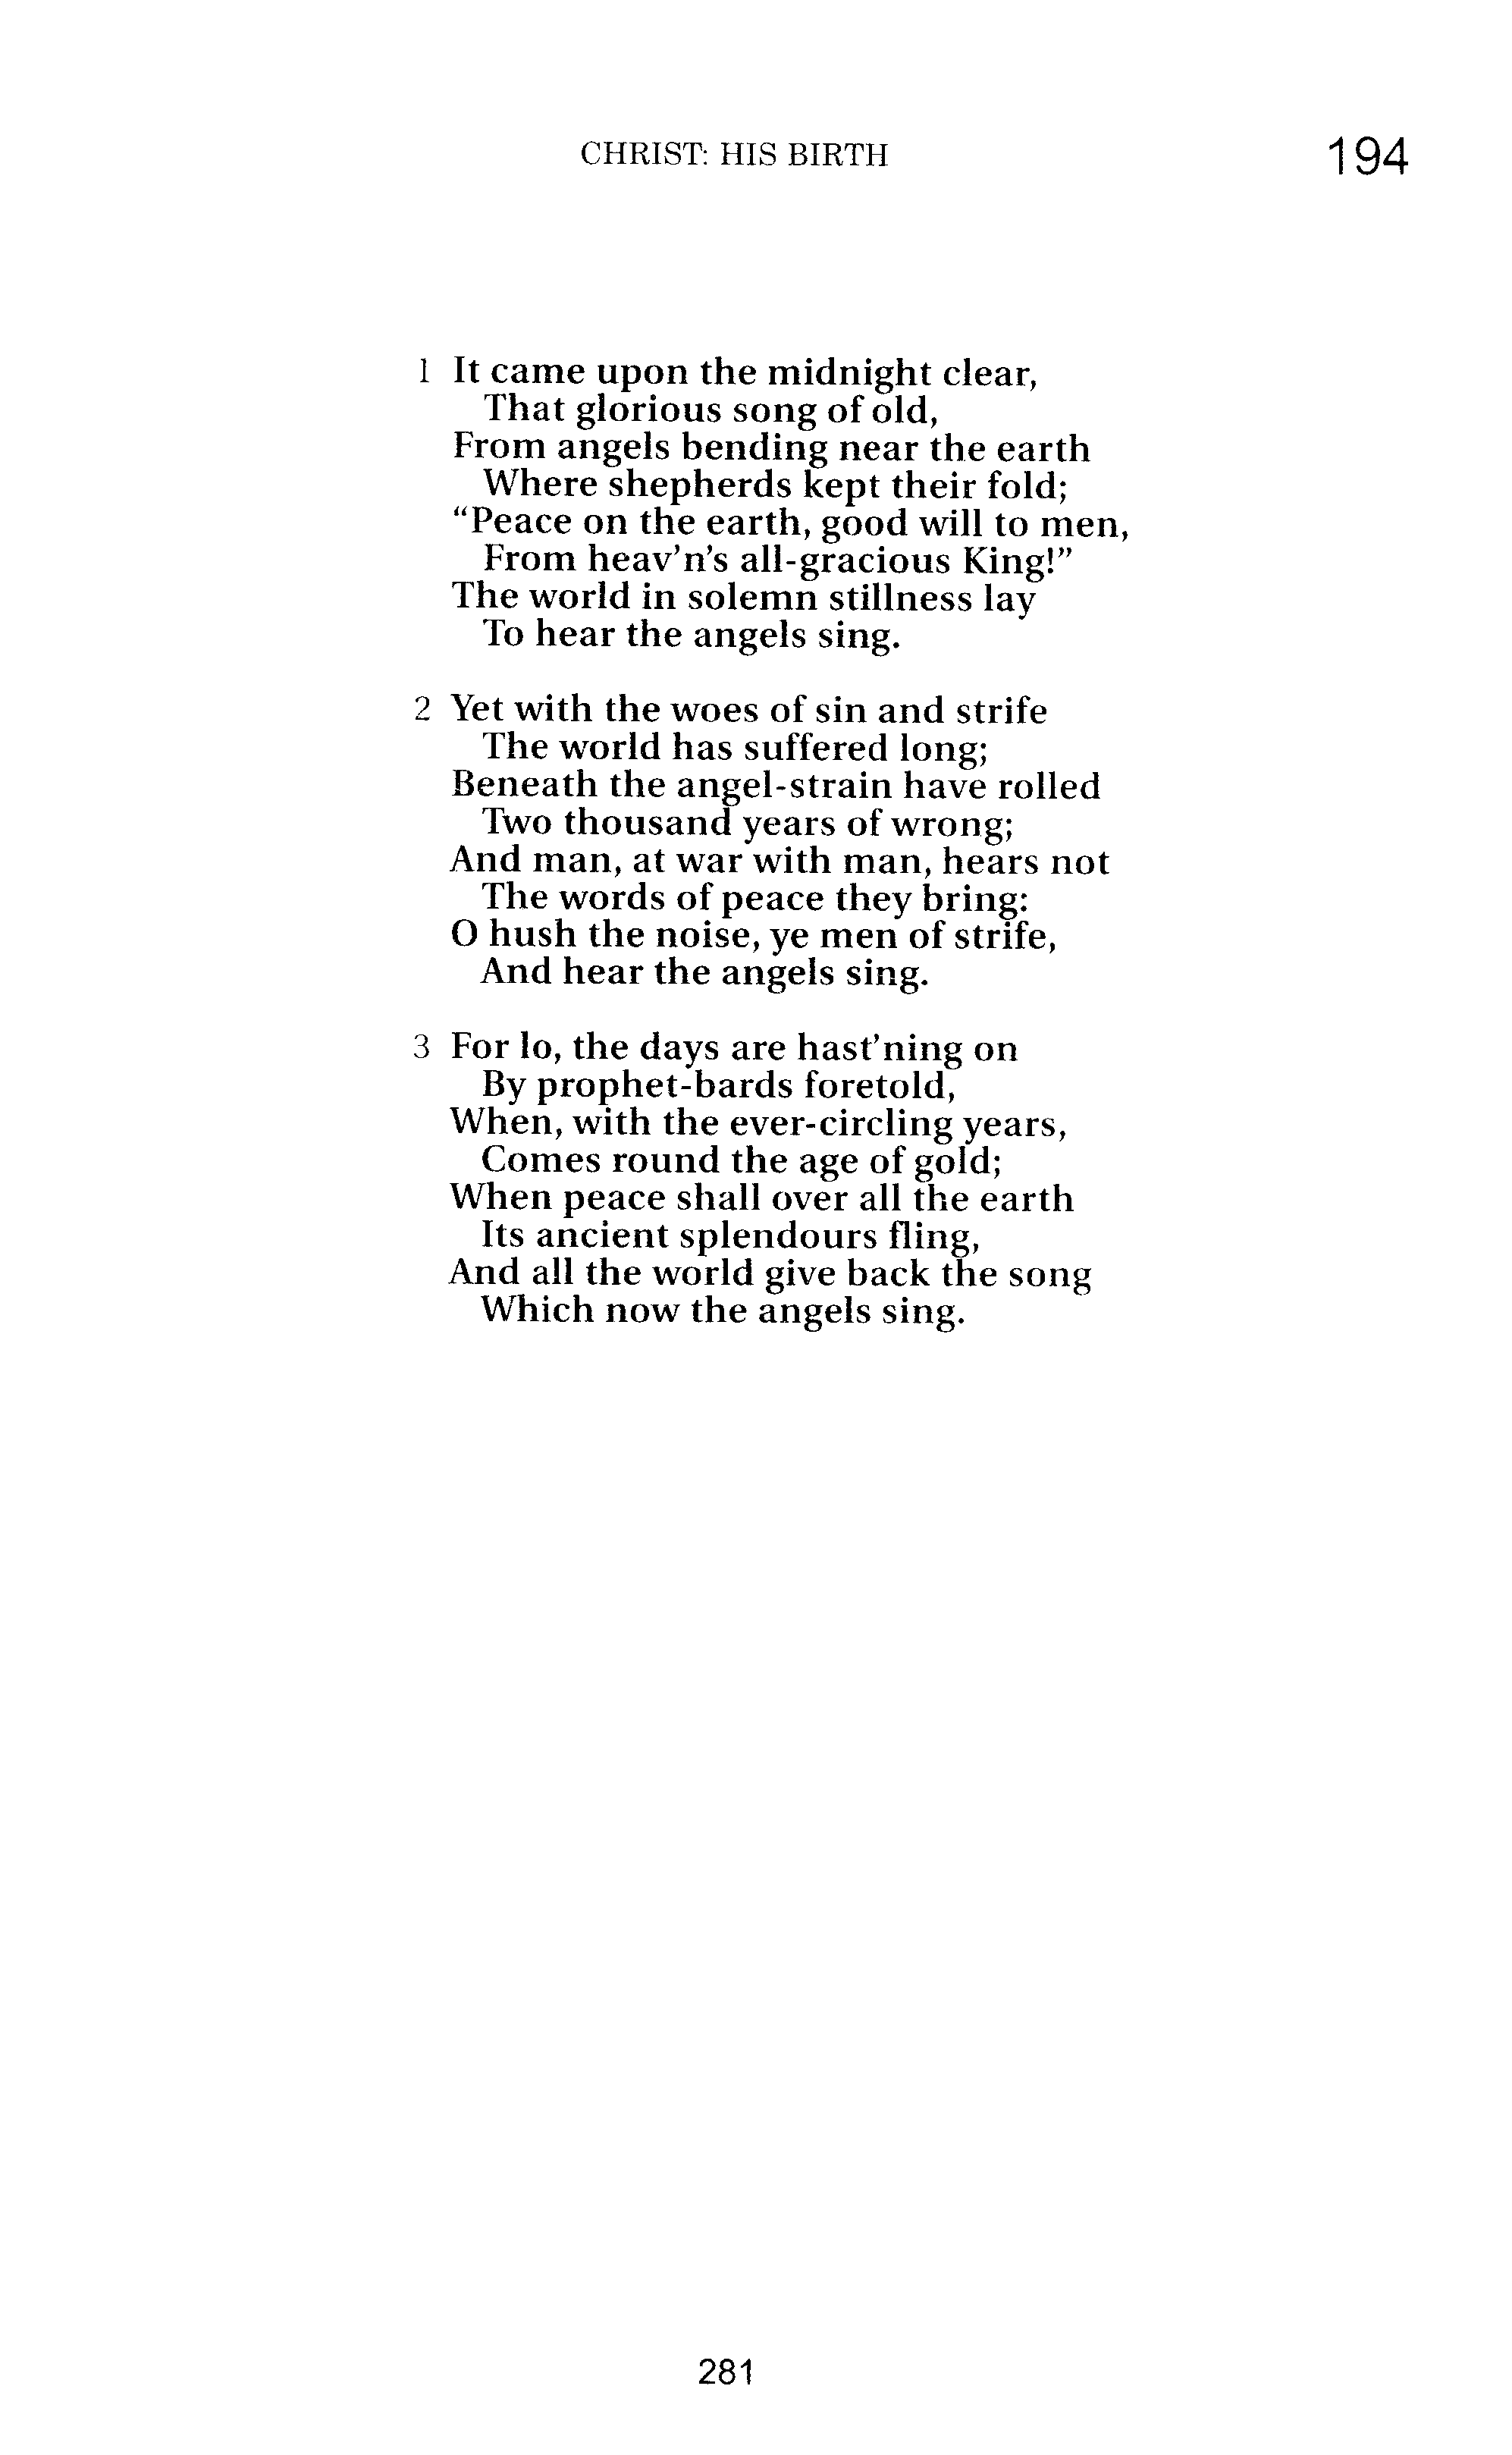 CHRIST: HIS BIRTH 194
1 It came upon the midnight clear,
That glorious song of old,
From angels bending near the earth
Where shepherds kept their fold;
“Peace on the earth, good will to men,
From heav’n’s all-gracious King!”
The world in solemn stillness lay
To hear the angels sing.
2 Yet with the woes of sin and strife
The world has suffered long;
Beneath the angel-strain have rolled
Two thousand years of wrong;
And man, at war with man, hears not
The words of peace they bring:
O hush the noise, ye men of strife,
And hear the angels sing.
3 For lo, the days are hast’ning on
By prophet-bards foretold,
When, with the ever-circling years,
Comes round the age of gold;
When peace shall over all the earth
Its ancient splendours fling,
And all the world give back the song
Which now the angels sing.
281